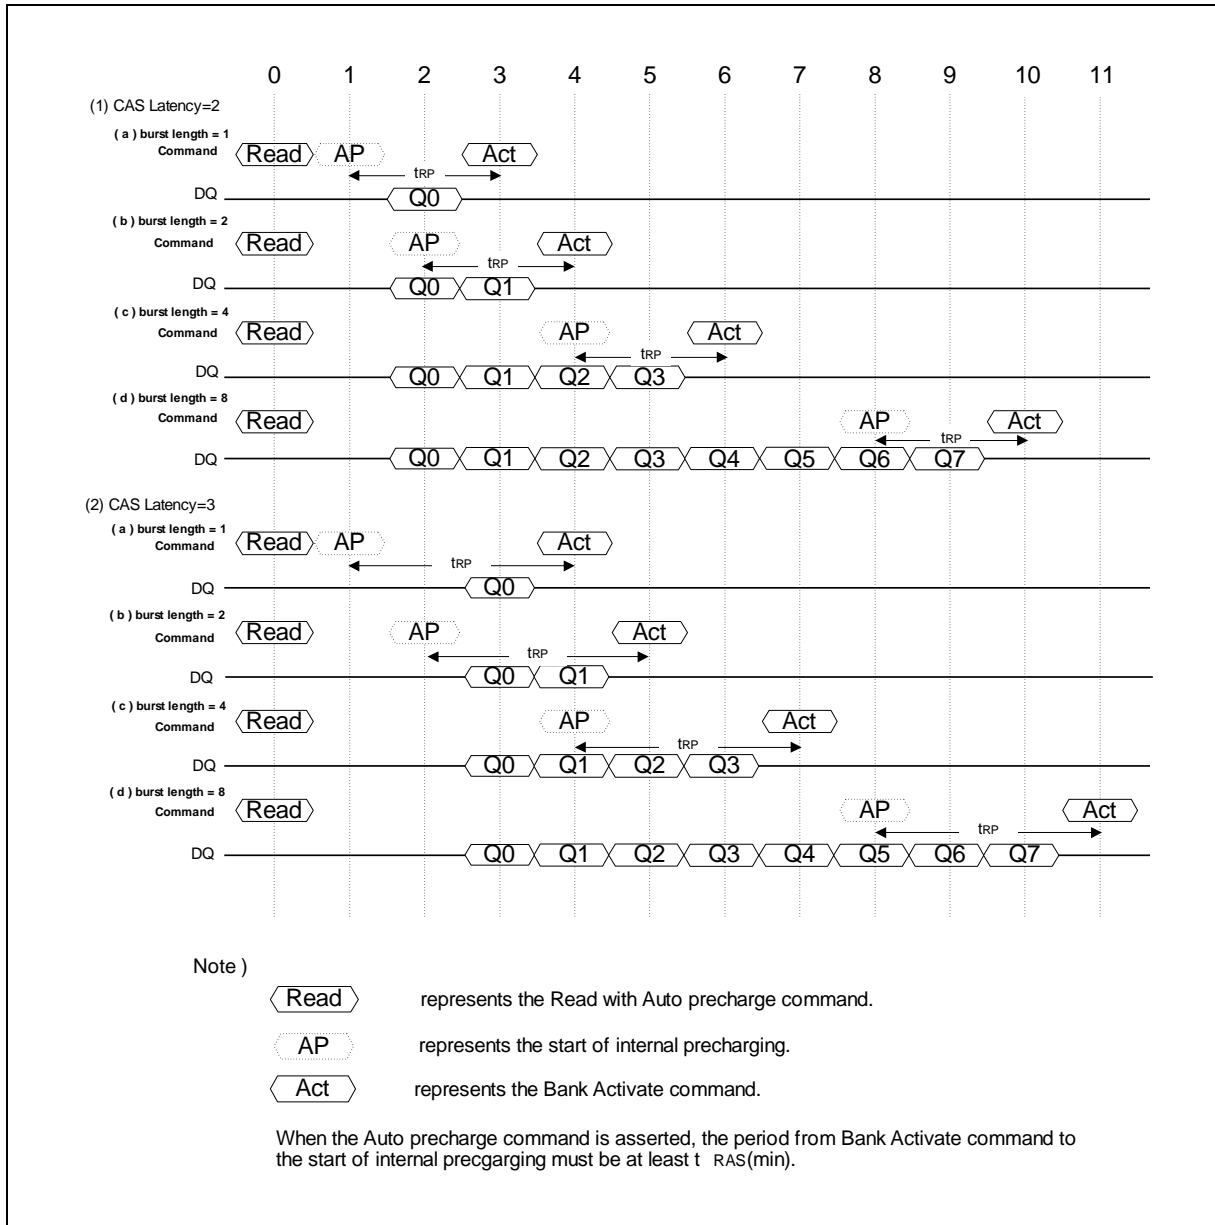 0 1 2 3 4 5 6 7 8 9 10 11
(1) CAS Latency=2
( a ) burst length = 1
Command Read AP Act
tRP
DQ Q0
( b ) burst length = 2
Command Read AP Act
tRP
DQ Q0 Q1
( c ) burst length = 4
Command Read AP Act
tRP
DQ Q0 Q1 Q2 Q3
( d ) burst length = 8
Command Read AP Act
tRP
DQ Q0 Q1 Q2 Q3 Q4 Q5 Q6 Q7
(2) CAS Latency=3
( a ) burst length = 1
Command Read AP Act
tRP
DQ Q0
( b ) burst length = 2
Command Read AP Act
tRP
DQ Q0 Q1
( c ) burst length = 4
Command Read AP Act
tRP
DQ Q0 Q1 Q2 Q3
( d ) burst length = 8
Command Read AP Act
tRP
DQ Q0 Q1 Q2 Q3 Q4 Q5 Q6 Q7
Note )
Read represents the Read with Auto precharge command.
AP represents the start of internal precharging.
Act represents the Bank Activate command.
When the Auto precharge command is asserted, the period from Bank Activate command to
the start of internal precgarging must be at least t RAS(min).